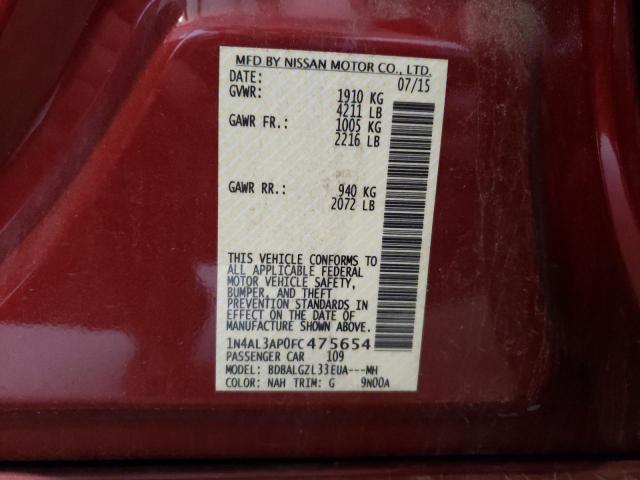 MFD BY NISSAN MOTOR CO., LTD.
DATE: 07/15
GVWR: 1910 KG
4211 LB
GAWR FR.: 1005 KG
2216 LB
GAWR RR.: 940 KG
2072 LB
THIS VEHICLE CONFORMS TO
ALL APPLICABLE FEDERAL
MOTOR VEHICLE SAFETY,
BUMPER, AND THEFT
PREVENTION STANDARDS IN
EFFECT ON THE DATE OF
MANUFACTURE SHOWN ABOVE.
1N4AL3AP0FC475654
PASSENGER CAR 109
MODEL: BDBALGZL33EUA---MH
COLOR: NAH TRIM: G 9N00A